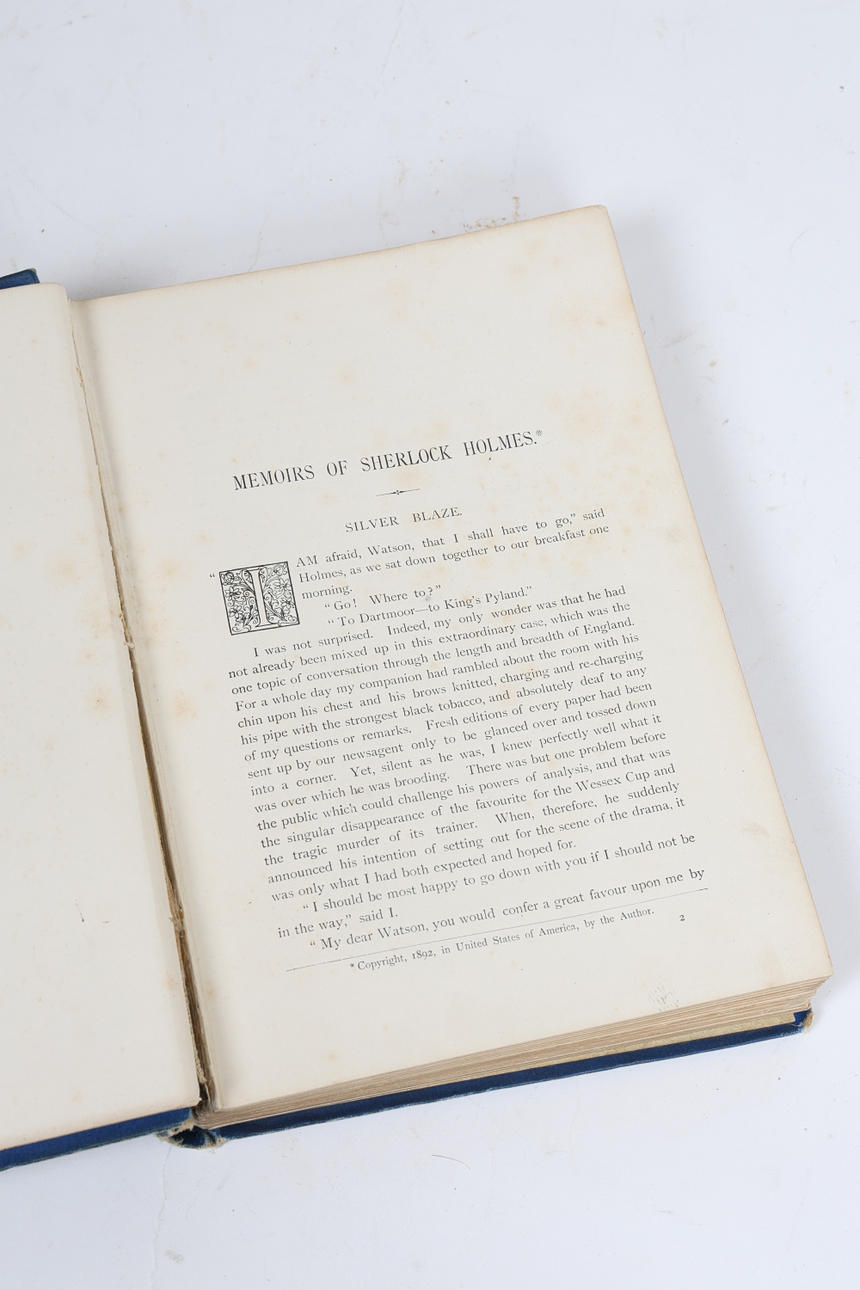 MEMOIRS OF SHERLOCK HOLMES.*
SILVER BLAZE.
“I AM afraid, Watson, that I shall have to go,” said
Holmes, as we sat down together to our breakfast one
morning.
“Go! Where to?”
“To Dartmoor—to King's Pyland.”
I was not surprised. Indeed, my only wonder was that he had
not already been mixed up in this extraordinary case, which was the
one topic of conversation through the length and breadth of England.
For a whole day my companion had rambled about the room with his
chin upon his chest and his brows knitted, charging and re-charging
his pipe with the strongest black tobacco, and absolutely deaf to any
of my questions or remarks. Fresh editions of every paper had been
sent up by our newsagent only to be glanced over and tossed down
into a corner. Yet, silent as he was, I knew perfectly well what it
was over which he was brooding. There was but one problem before
the public which could challenge his powers of analysis, and that was
the singular disappearance of the favourite for the Wessex Cup and
the tragic murder of its trainer. When, therefore, he suddenly
announced his intention of setting out for the scene of the drama, it
was only what I had both expected and hoped for.
“I should be most happy to go down with you if I should not be
in the way,” said I.
“My dear Watson, you would confer a great favour upon me by
* Copyright, 1892, in United States of America, by the Author.
2